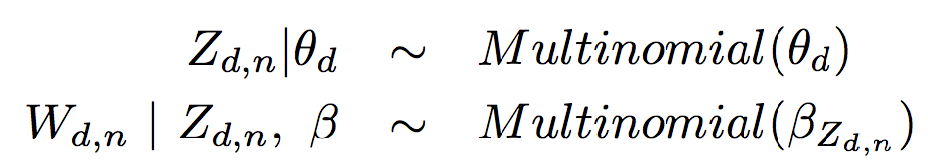 Z_{d,n}|θ_d ∼ Multinomial(θ_d)
W_{d,n} | Z_{d,n}, β ∼ Multinomial(β_{Z_{d,n}})